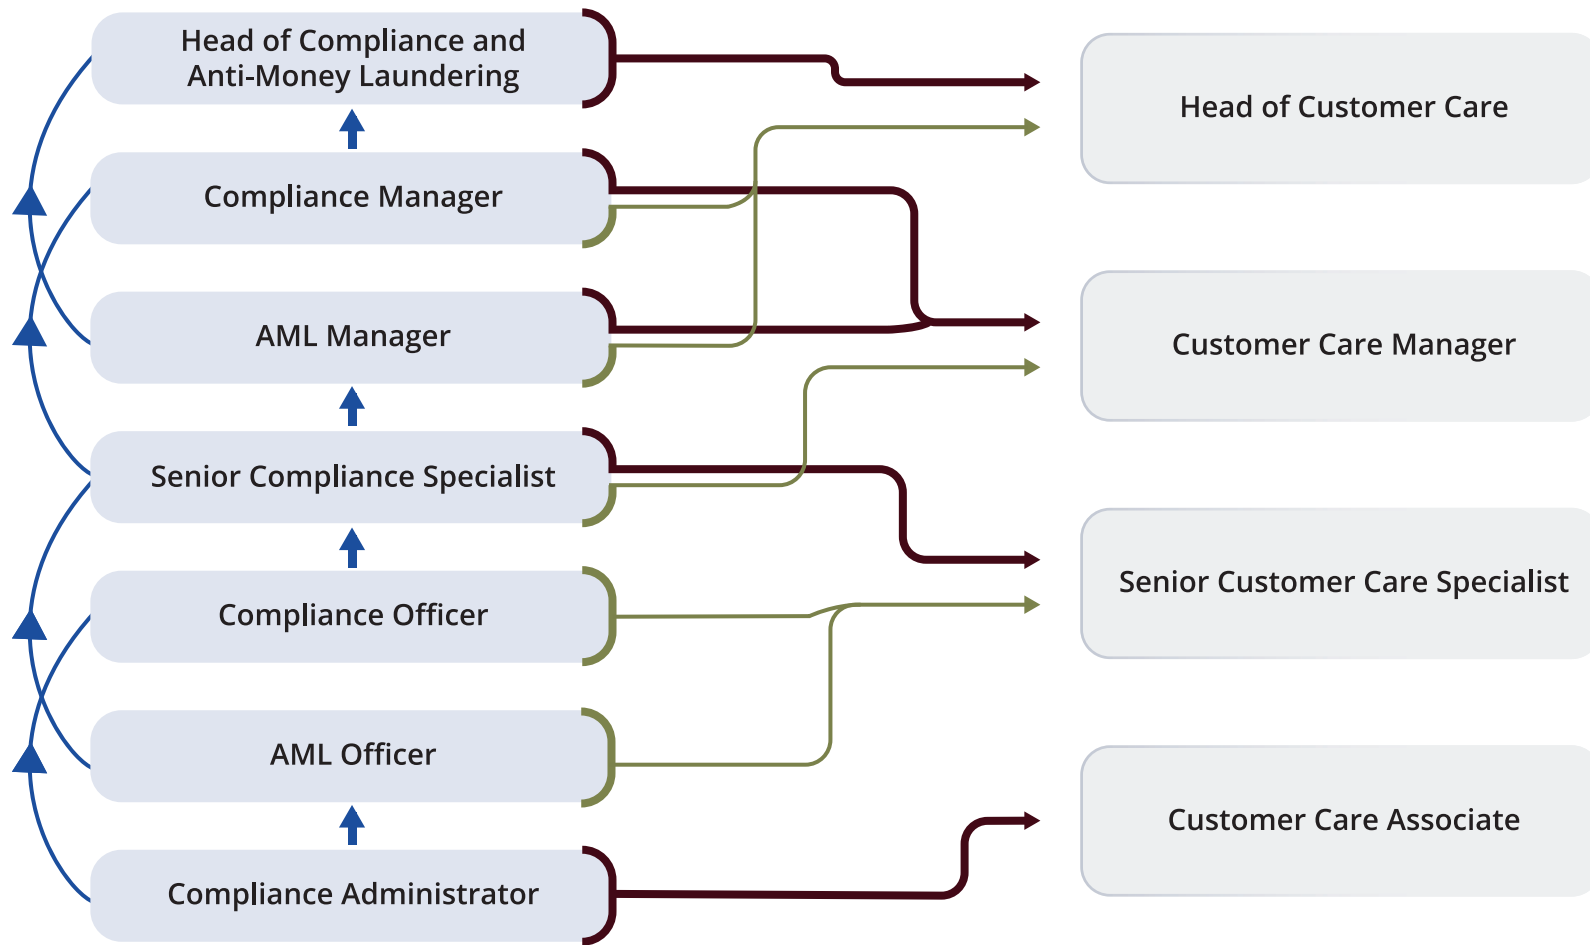 Head of Compliance and
Anti-Money Laundering
Compliance Manager
AML Manager
Senior Compliance Specialist
Compliance Officer
AML Officer
Compliance Administrator
Head of Customer Care
Customer Care Manager
Senior Customer Care Specialist
Customer Care Associate